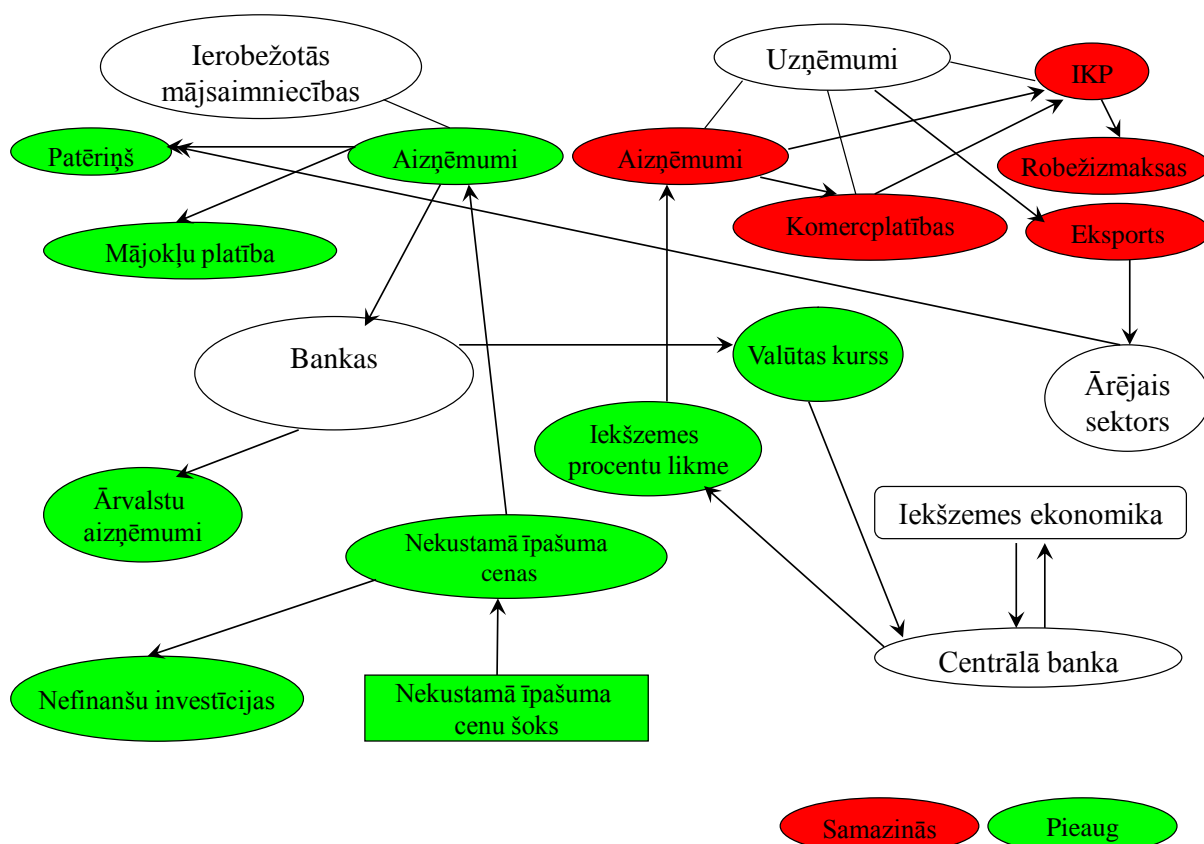 Ierobežotās
mājsaimniecības
Uzņēmumi
IKP
Patēriņš
Aizņēmumi
Aizņēmumi
Robežizmaksas
Komercplatības
Eksports
Mājokļu platība
Bankas
Valūtas kurss
Ārējais
sektors
Iekšzemes
procentu likme
Ārvalstu
aizņēmumi
Iekšzemes ekonomika
Nekustamā īpašuma
cenas
Centrālā banka
Nefinanšu investīcijas
Nekustamā īpašuma
cenu šoks
Samazinās
Pieaug